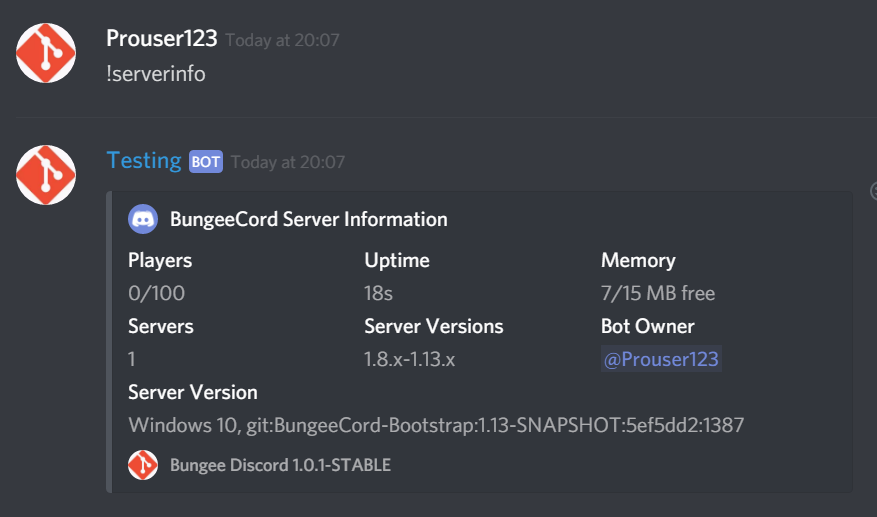 Prouser123 Today at 20:07
!serverinfo
Testing BOT Today at 20:07
BungeeCord Server Information
Players Uptime Memory
0/100 18s 7/15 MB free
Servers Server Versions Bot Owner
1 1.8.x-1.13.x @Prouser123
Server Version
Windows 10, git:BungeeCord-Bootstrap:1.13-SNAPSHOT:5ef5dd2:1387
Bungee Discord 1.0.1-STABLE